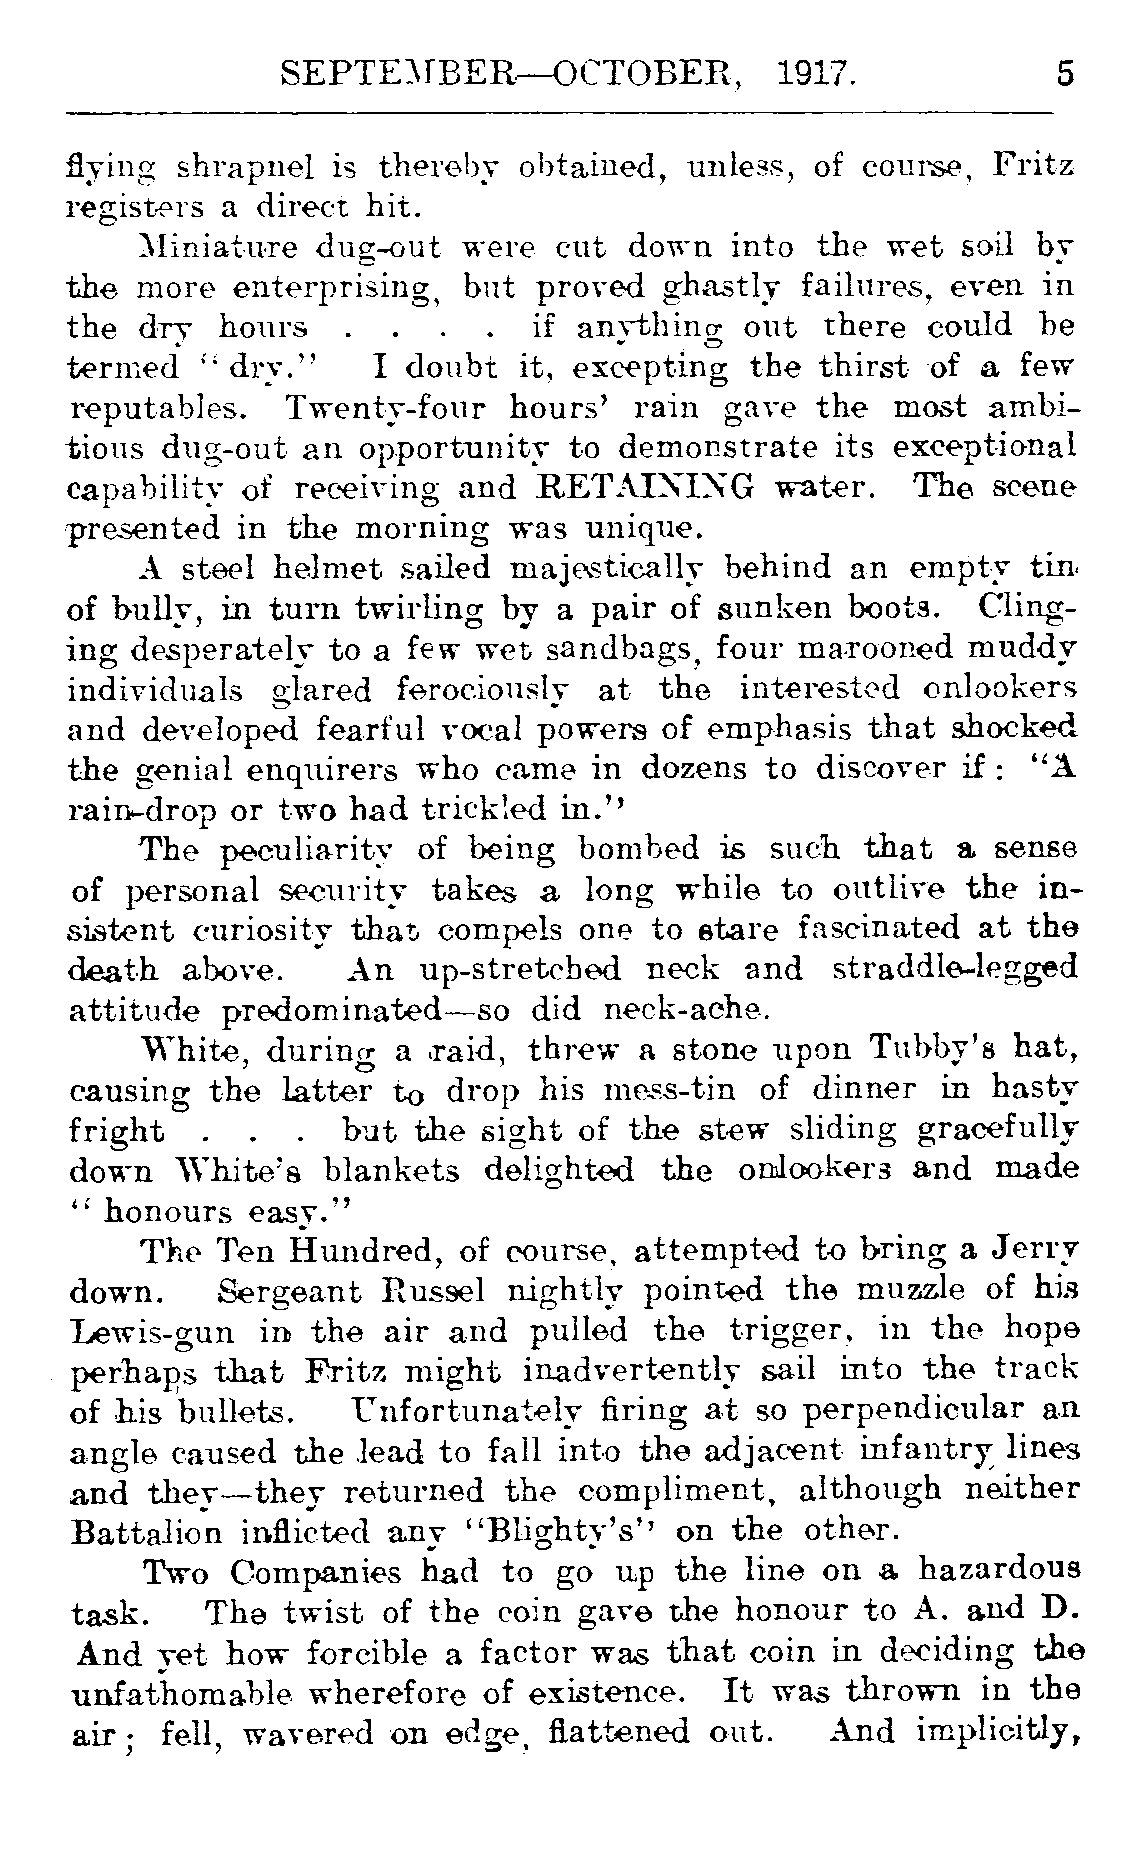 SEPTEMBER—OCTOBER, 1917. 5
flying shrapnel is thereby obtained, unless, of course, Fritz
registers a direct hit.
Miniature dug-out were cut down into the wet soil by
the more enterprising, but proved ghastly failures, even in
the dry hours . . . . if anything out there could be
termed "dry." I doubt it, excepting the thirst of a few
reputables. Twenty-four hours' rain gave the most ambi-
tious dug-out an opportunity to demonstrate its exceptional
capability of receiving and RETAINING water. The scene
presented in the morning was unique.
A steel helmet sailed majestically behind an empty tin
of bully, in turn twirling by a pair of sunken boots. Cling-
ing desperately to a few wet sandbags, four marooned muddy
individuals glared ferociously at the interested onlookers
and developed fearful vocal powers of emphasis that shocked
the genial enquirers who came in dozens to discover if: "A
rain-drop or two had trickled in."
The peculiarity of being bombed is such that a sense
of personal security takes a long while to outlive the in-
sistent curiosity that compels one to stare fascinated at the
death above. An up-stretched neck and straddle-legged
attitude predominated—so did neck-ache.
White, during a raid, threw a stone upon Tubby's hat,
causing the latter to drop his mess-tin of dinner in hasty
fright . . . but the sight of the stew sliding gracefully
down White's blankets delighted the onlookers and made
"honours easy."
The Ten Hundred, of course, attempted to bring a Jerry
down. Sergeant Russel nightly pointed the muzzle of his
Lewis-gun in the air and pulled the trigger, in the hope
perhaps that Fritz might inadvertently sail into the track
of his bullets. Unfortunately firing at so perpendicular an
angle caused the lead to fall into the adjacent infantry lines
and they—they returned the compliment, although neither
Battalion inflicted any "Blighty's" on the other.
Two Companies had to go up the line on a hazardous
task. The twist of the coin gave the honour to A. and D.
And yet how forcible a factor was that coin in deciding the
unfathomable wherefore of existence. It was thrown in the
air; fell, wavered on edge, flattened out. And implicitly,